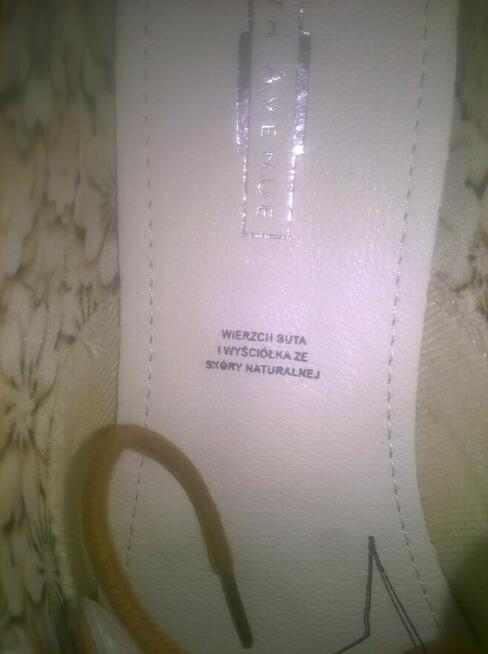 TH AVENUE
WIERZCH BUTA
I WYŚCIÓŁKA ZE
SKÓRY NATURALNEJ